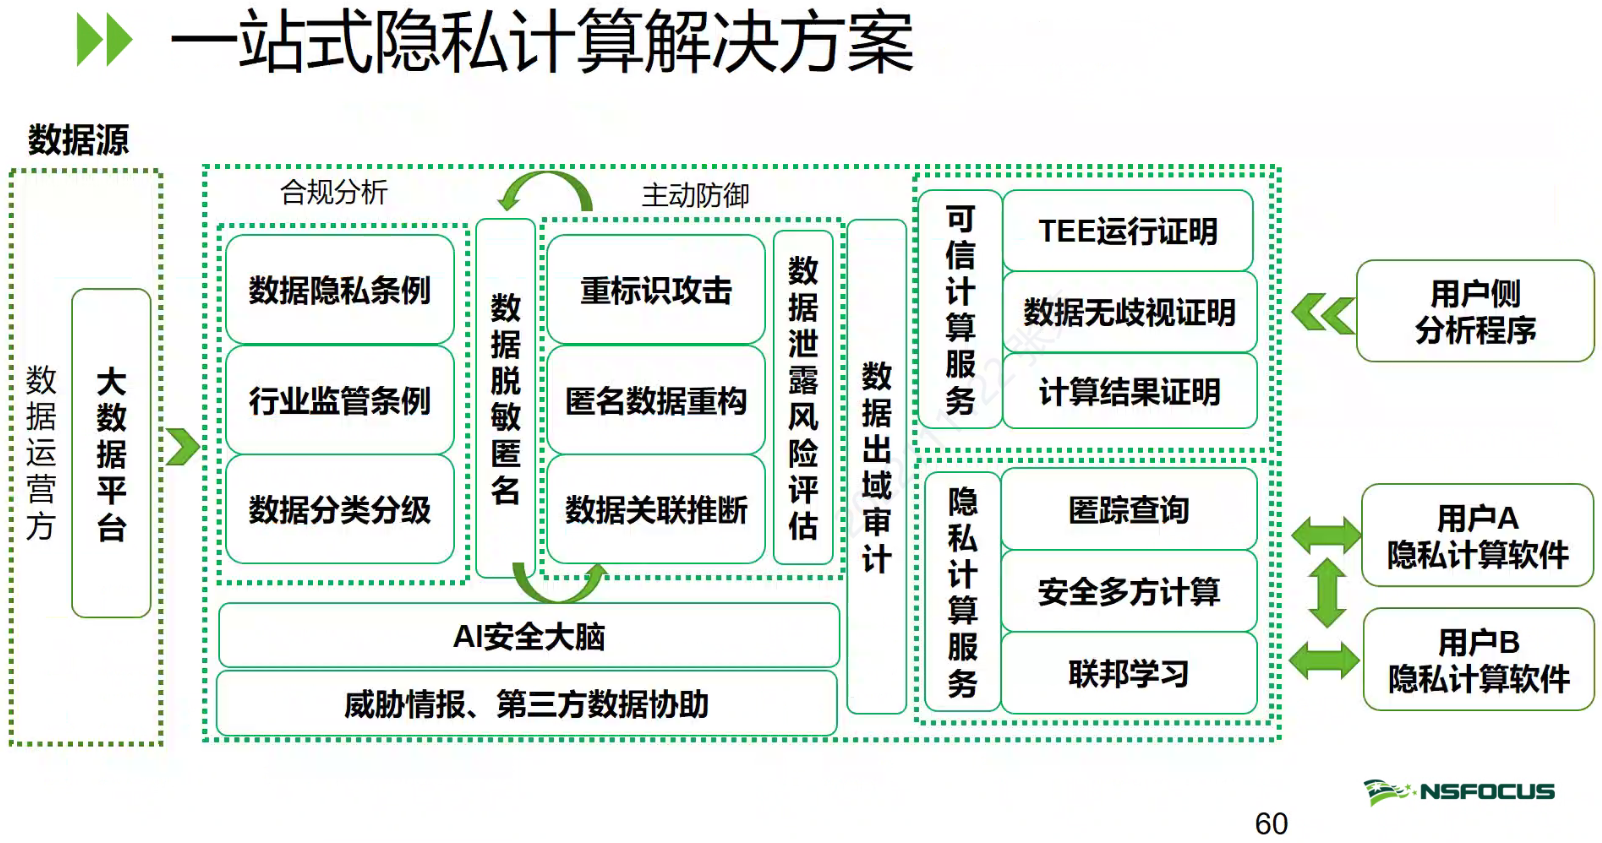 一站式隐私计算解决方案
数据源
数据运营方
大数据平台
合规分析
数据隐私条例
行业监管条例
数据分类分级
数据脱敏匿名
主动防御
重标识攻击
匿名数据重构
数据关联推断
数据泄露风险评估
AI安全大脑
威胁情报、第三方数据协助
数据出域审计
可信计算服务
TEE运行证明
数据无歧视证明
计算结果证明
隐私计算服务
匿踪查询
安全多方计算
联邦学习
用户侧
分析程序
用户A
隐私计算软件
用户B
隐私计算软件
NSFOCUS
60